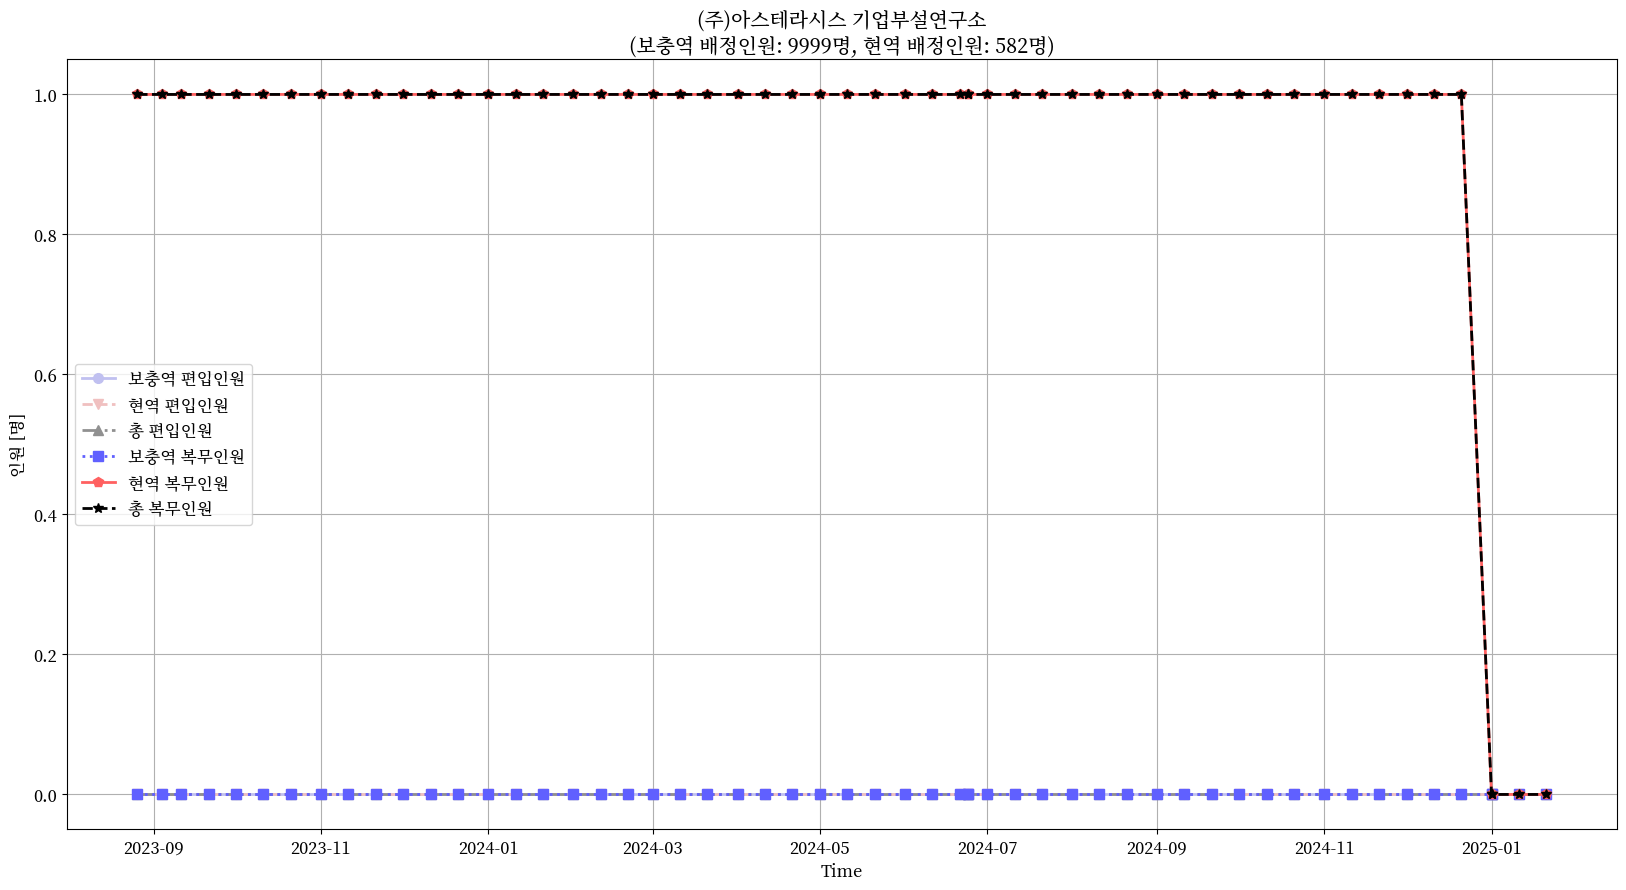 (주)아스테라시스 기업부설연구소
(보충역 배정인원: 9999명, 현역 배정인원: 582명)
1.0
0.8
0.6
0.4
0.2
0.0
인원 [명]
보충역 편입인원
현역 편입인원
총 편입인원
보충역 복무인원
현역 복무인원
총 복무인원
2023-09 2023-11 2024-01 2024-03 2024-05 2024-07 2024-09 2024-11 2025-01
Time